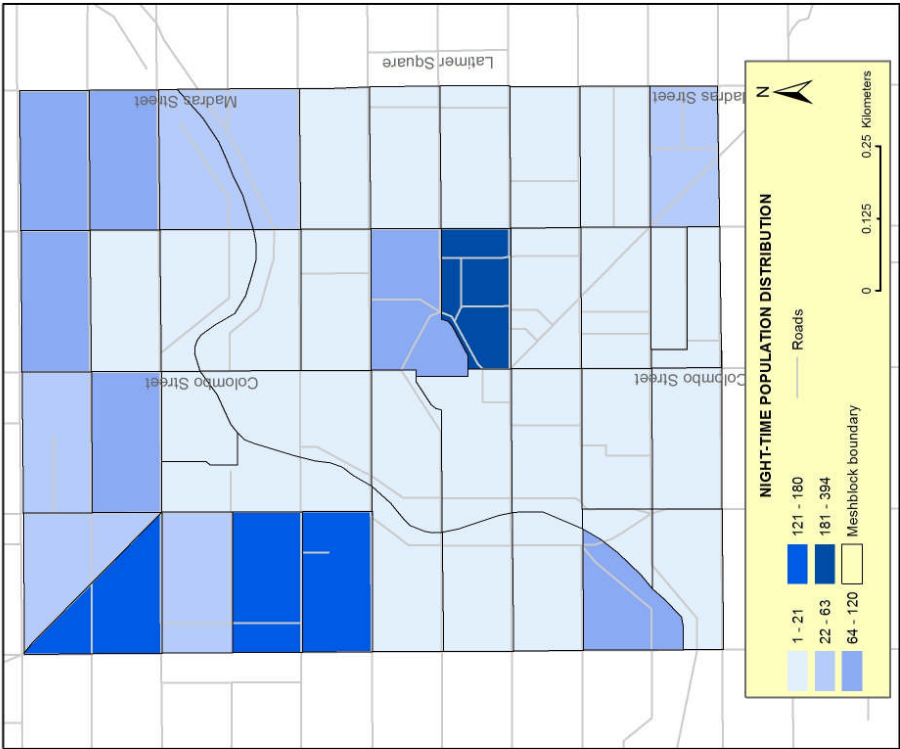 Latimer Square
Madras Street
adras Street
Colombo Street
Colombo Street
N
NIGHT-TIME POPULATION DISTRIBUTION
1 - 21
22 - 63
64 - 120
121 - 180
181 - 394
Meshblock boundary
Roads
0 0.125 0.25 Kilometers